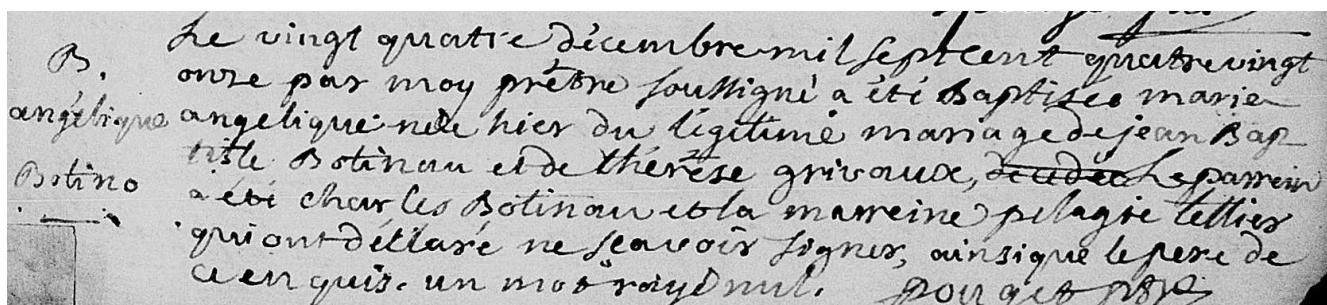 B.
angélique
Botino
Le vingt quatre décembre mil sept cent quatre vingt
onze par moy prêtre soussigné a été Baptisée marie
angelique née hier du légitime mariage de jean Bap
tiste Botinau et de thérèse grivaux, Le parrein
a été charles Botinau et la marreine pelagie tellier
qui ont déclaré ne sçavoir signer, ainsi que le pere de
ce enquis. un mot rayé nul. pouget ptre